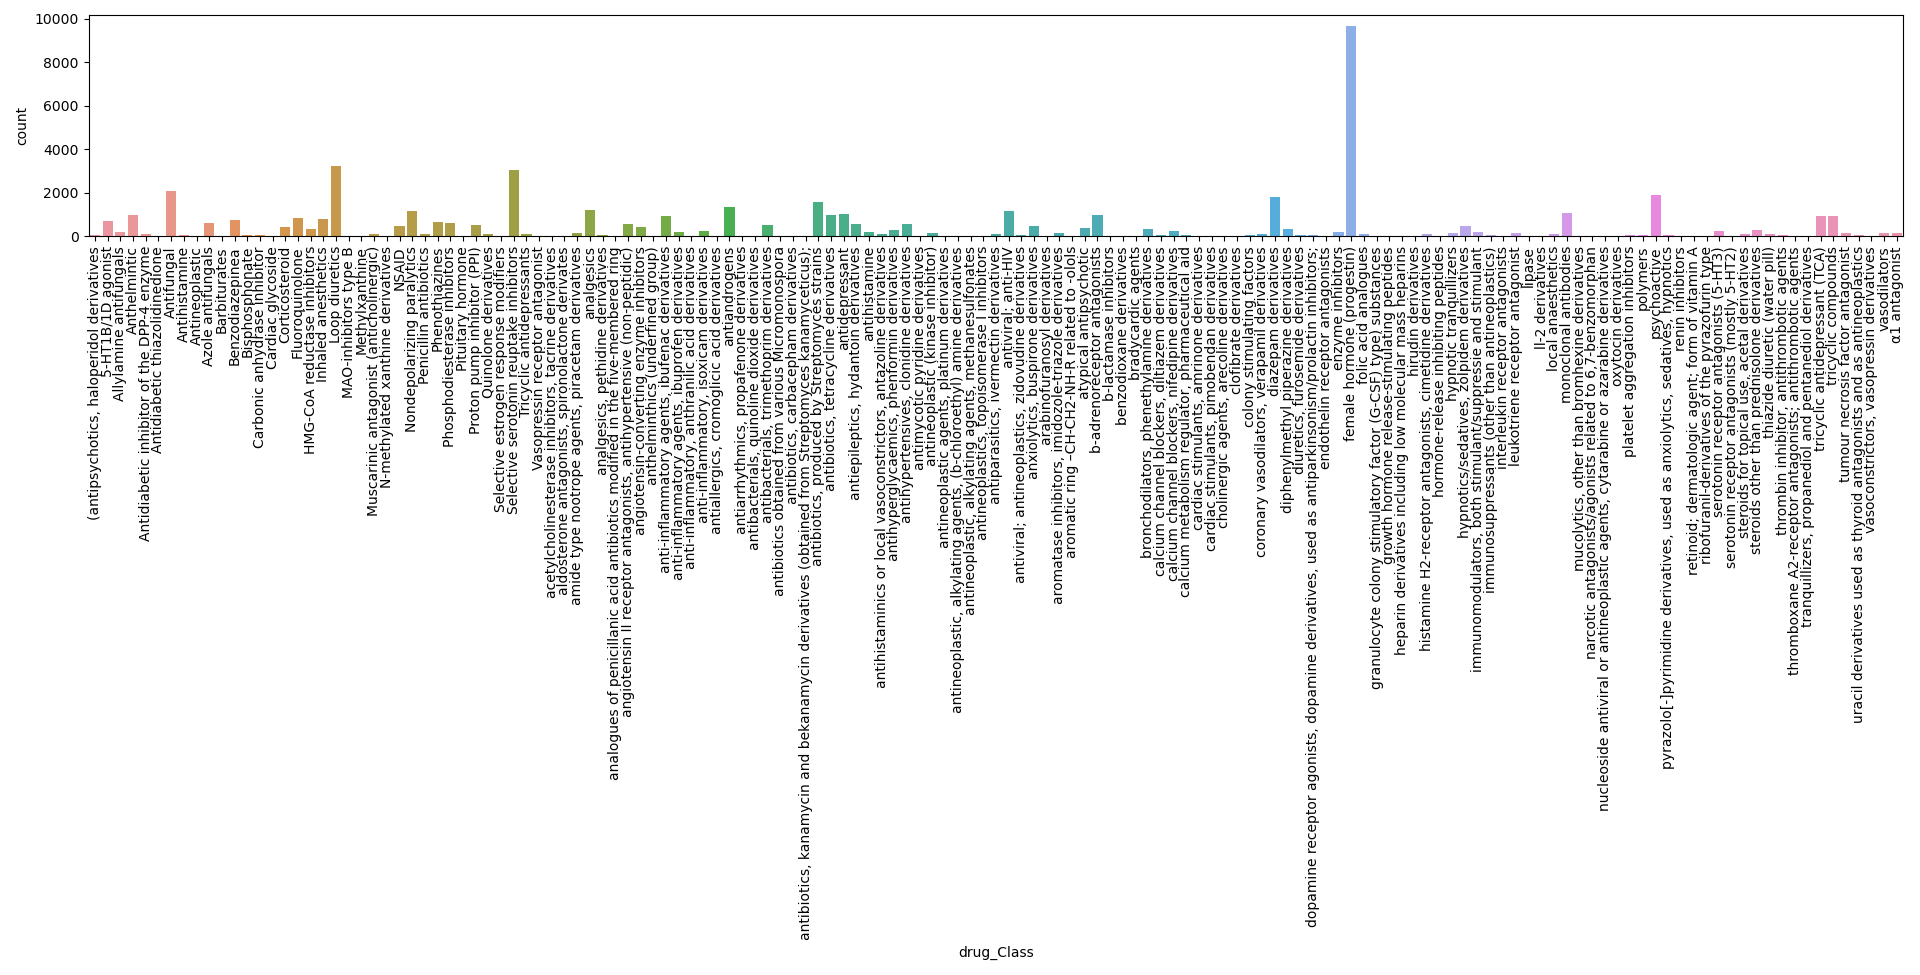 10000
8000
6000
4000
2000
0
count
(antipsychotics, haloperidol derivatives
5-HT1B/1D agonist
Allylamine antifungals
Anthelmintic
Antidiabetic inhibitor of the DPP-4 enzyme
Antidiabetic thiazolidinedione
Antifungal
Antihistamine
Antineoplastic
Azole antifungals
Barbiturates
Benzodiazepinea
Bisphosphonate
Carbonic anhydrase Inhibitor
Cardiac glycoside
Corticosteroid
Fluoroquonolone
HMG-CoA reductase inhibitors
Inhaled anesthetics
Loop diuretics
MAO-inhibitors type B
Methylxanthine
Muscarinic antagonist (anticholinergic)
N-methylated xanthine derivatives
NSAID
Nondepolarizing paralytics
Penicillin antibiotics
Phenothiazines
Phosphodiesterase inhibitors
Pituitary horone
Proton pump inhibitor (PPI)
Quinolone derivatives
Selective estrogen response modifiers
Selective serotonin reuptake inhibitors
Tricyclic antidepressants
Vasopressin receptor antagonist
acetylcholinesterase inhibitors, tacrine derivatives
aldosterone antagonists, spironolactone derivates
amide type nootrope agents, piracetam derivatives
analgesics
analgesics, pethidine derivatives
analogues of penicillanic acid antibiotics modified in the five-membered ring
angiotensin II receptor antagonists, antihypertensive (non-peptidic)
angiotensin-converting enzyme inhibitors
anthelminthics (undefined group)
anti-inflammatory agents, ibufenac derivatives
anti-inflammatory agents, ibuprofen derivatives
anti-inflammatory, anthranilic acid derivatives
anti-inflammatory, isoxicam derivatives
antiallergics, cromoglicic acid derivatives
antiandrogens
antiarrhythmics, propafenone derivatives
antibacterials, quinoline dioxide derivatives
antibacterials, trimethoprim derivatives
antibiotics obtained from various Micromonospora
antibiotics, carbacepham derivatives
antibiotics, kanamycin and bekanamycin derivatives (obtained from Streptomyces kanamyceticus);
antibiotics, produced by Streptomyces strains
antibiotics, tetracycline derivatives
antidepressant
antiepileptics, hydantoin derivatives
antihistamine
antihistaminics or local vasoconstrictors, antazoline derivatives
antihyperglycaemics, phenformin derivatives
antihypertensives, clonidine derivatives
antimycotic pyridine derivatives
antineoplastic (kinase inhibitor)
antineoplastic agents, platinum derivatives
antineoplastic, alkylating agents, (b-chloroethyl) amine derivatives
antineoplastic, alkylating agents, methanesulfonates
antineoplastics, topoisomerase I inhibitors
antiparasitics, ivermectin derivatives
antiviral; anti-HIV
antiviral; antineoplastics, zidovudine derivatives
anxiolytics, buspirone derivatives
arabinofuranosyl derivatives
aromatase inhibitors, imidazole-triazole derivatives
aromatic ring –CH-CH2-NH-R related to -olols
atypical antipsychotic
b-adrenoreceptor antagonists
b-lactamase inhibitors
benzodioxane derivatives
bradycardic agents
bronchodilators, phenethylamine derivatives
calcium channel blockers, diltiazem derivatives
calcium channel blockers, nifedipine derivatives
calcium metabolism regulator, pharmaceutical aid
cardiac stimulants, amrinone derivatives
cardiac stimulants, pimobendan derivatives
cholinergic agents, arecoline derivatives
clofibrate derivatives
colony stimulating factors
coronary vasodilatiors, verapamil derivatives
diazepam derivatives
diphenylmethyl piperazine derivatives
diuretics, furosemide derivatives
dopamine receptor agonists, dopamine derivatives, used as antiparkinsonism/prolactin inhibitors;
endothelin receptor antagonists
enzyme inhibitors
female hormone (progestin)
folic acid analogues
granulocyte colony stimulatory factor (G-CSF) type) substances
growth hormone release-stimulating peptides
heparin derivatives including low molecular mass heparins
hirudin derivatives
histamine H2-receptor antagonists, cimetidine derivatives
hormone-release inhibiting peptides
hypnotic tranquillizers
hypnotics/sedatives, zolpidem derivatives
immunomodulators, both stimulant/suppressie and stimulant
immunosuppressants (other than antineoplastics)
interleukin receptor antagonists
leukotriene receptor antagonist
lipase
ll-2 derivatives
local anaesthetics
monoclonal antibodies
mucolytics, other than bromhexine derivatives
narcotic antagonists/agonists related to 6,7-benzomorphan
nucleoside antiviral or antineoplastic agents, cytarabine or azarabine derivatives
oxytocin derivatives
platelet aggregation inhibitors
polymers
psychoactive
pyrazolo[-]pyrimidine derivatives, used as anxiolytics, sedatives, hypnotics
renin inhibitors
retinoid; dermatologic agent; form of vitamin A
ribofuranil-derivatives of the pyrazofurin type
serotonin receptor antagonists (5-HT3)
serotonin receptor antagonists (mostly 5-HT2)
steroids for topical use, acetal derivatives
steroids other than prednisolone derivatives
thiazide diuretic (water pill)
thrombin inhibitor, antithrombotic agents
thromboxane A2-receptor antagonists; antithrombotic agents
tranquilizers, propanediol and pentanediol derivatives
tricyclic antidepressant TCA)
tricyclic compounds
tumour necrosis factor antagonist
uracil derivatives used as thyroid antagonists and as antineoplastics
vasoconstrictors, vasopressin derivatives
vasodilators
α1 antagonist
drug_Class